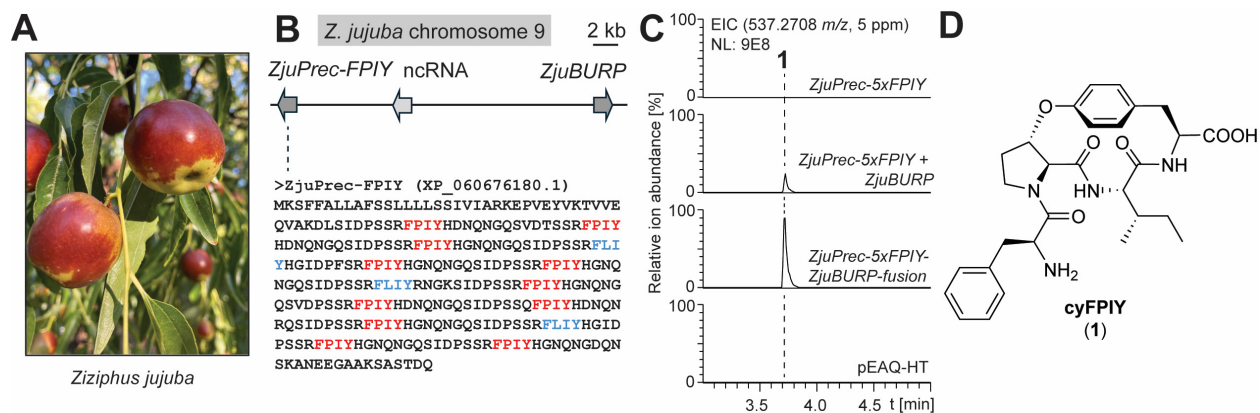 A
Ziziphus jujuba
B
Z. jujuba chromosome 9
2 kb
ZjuPrec-FPIY
ncRNA
ZjuBURP
>ZjuPrec-FPIY (XP_060676180.1)
MKSFFALLAFSSLLLLSSIVIARKEPVEYVKTVVE
QVAKDLSIDPSSRFPIYHDNQNGQSVDTSSRFPIY
HDNQNGQSIDPSSRFPIYHGNQNGQSIDPSSRFLI
YHGIDPFSRFPIYHGNQNGQSIDPSSRFPIYHGNQ
NGQSIDPSSRFLIYRNGKSIDPSSRFPIYHGNQNG
QSVDPSSRFPIYHDNQNGQSIDPSSQFPIYHDNQN
RQSIDPSSRFPIYHGNQNGQSIDPSSRFLIYHGID
PSSRFPIYHGNQNGQSIDPSSRFPIYHGNQNGDQN
SKANEEGAAKSASTDQ
C
Relative ion abundance [%]
100
EIC (537.2708 m/z, 5 ppm)
NL: 9E8
1
ZjuPrec-5xFPIY
0
100
ZjuPrec-5xFPIY +
ZjuBURP
0
100
ZjuPrec-5xFPIY-
ZjuBURP-fusion
0
100
pEAQ-HT
0
3.5
4.0
4.5
t [min]
D
O
COOH
O
O
NH
HN
N
O
NH2
cyFPIY
(1)